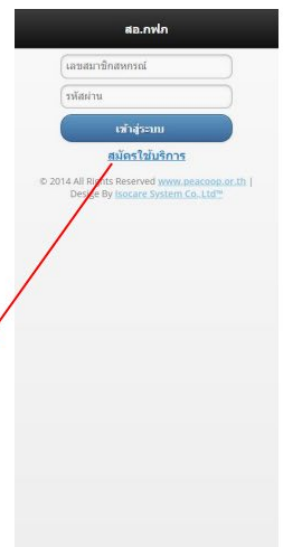 สอ.กฟภ
เลขสมาชิกสหกรณ์
รหัสผ่าน
เข้าสู่ระบบ
สมัครใช้บริการ
© 2014 All Rights Reserved www.peacoop.or.th |
Desige By Isocare System Co.,Ltd™